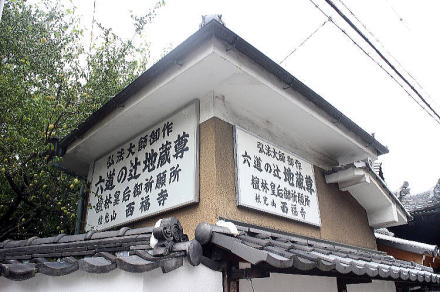 弘法大師御作
六道の辻地蔵尊
檀林皇后御祈願所
桂光山 西福寺
弘法大師御作
六道の辻地蔵尊
檀林皇后御祈願所
桂光山 西福寺